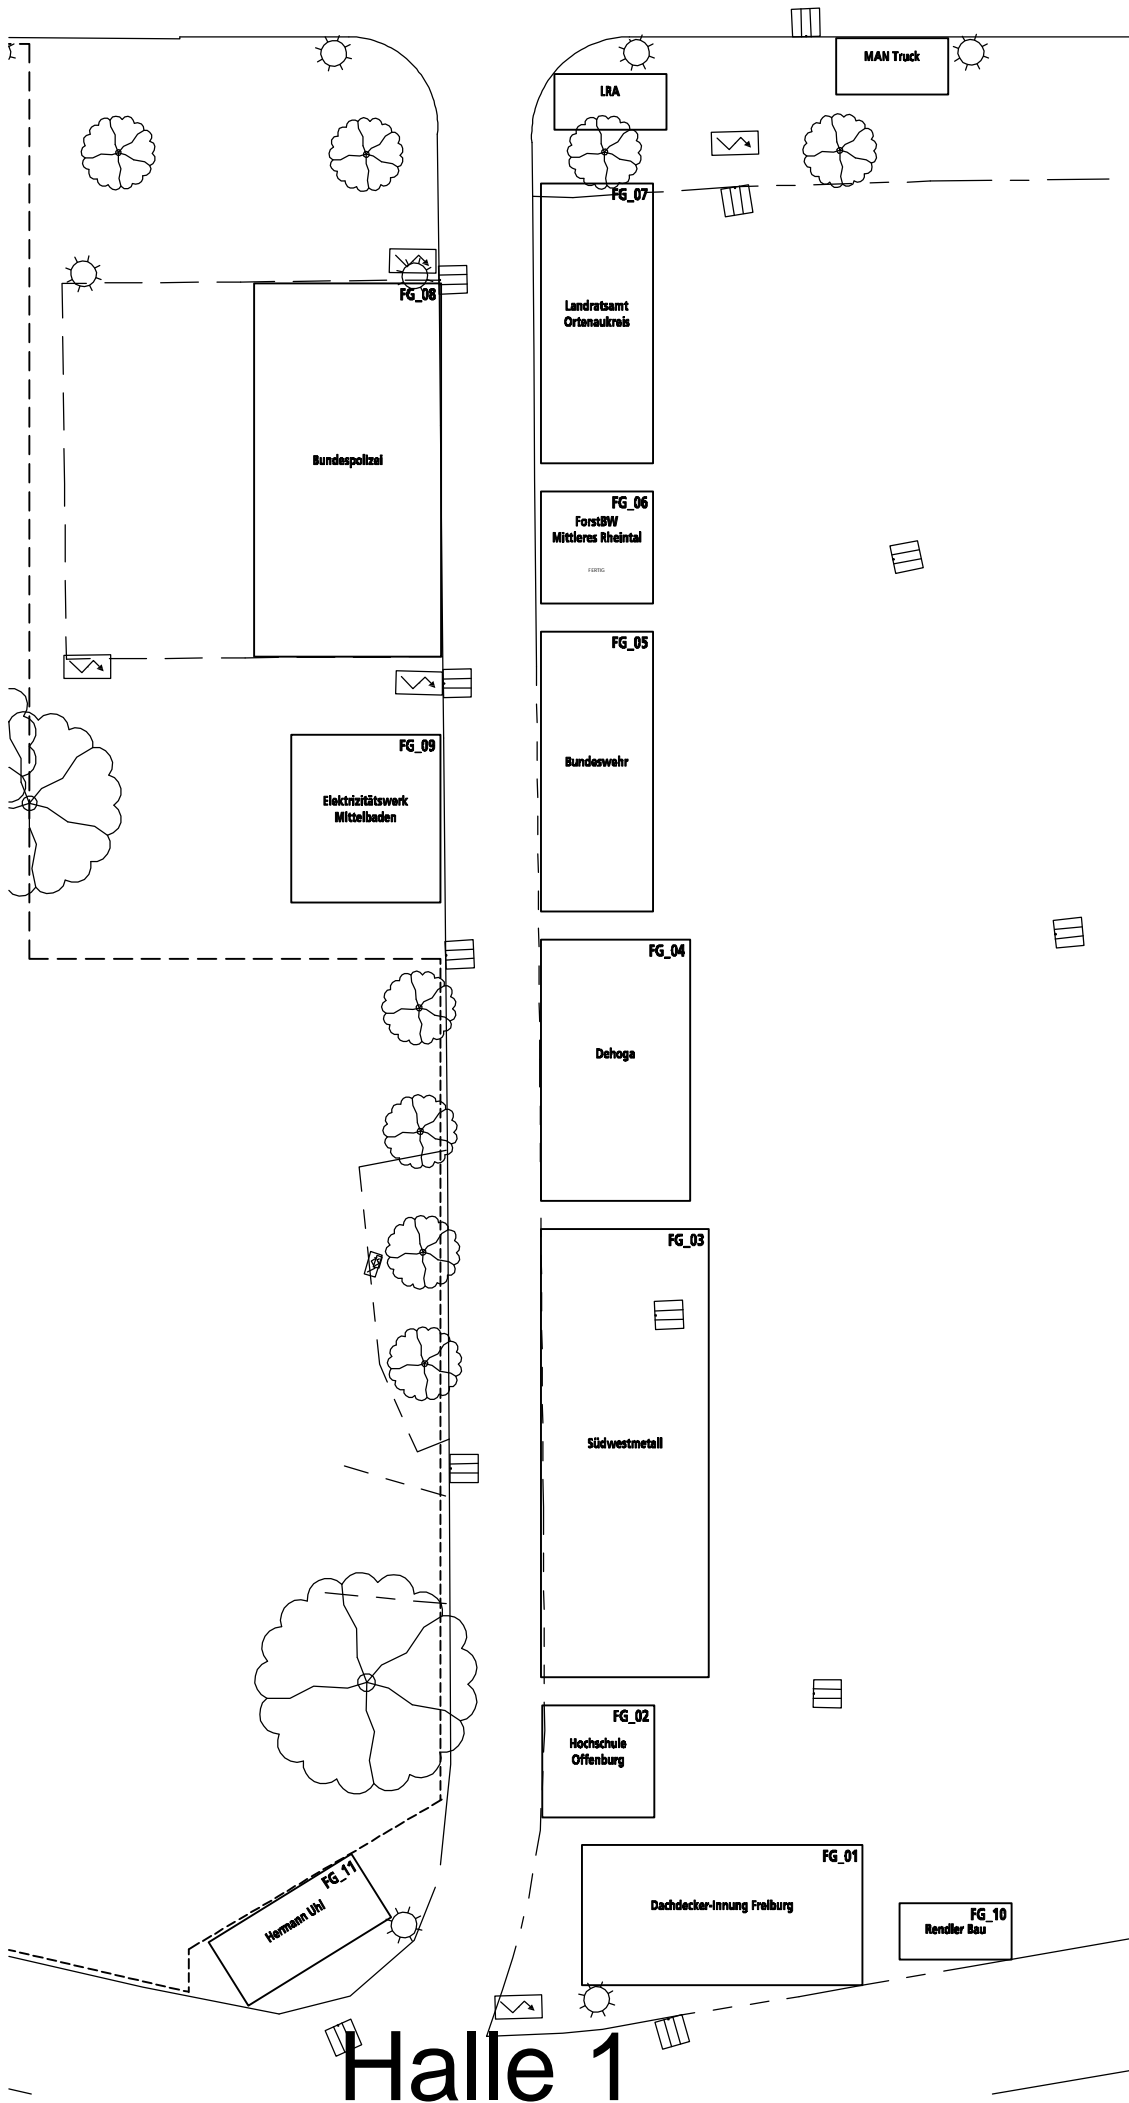 MAN Truck
LRA
FG_07
Landratsamt
Ortenaukreis
FG_08
Bundespolizei
FG_06
ForstBW
Mittleres Rheintal
FERTIG
FG_05
Bundeswehr
FG_09
Elektrizitätswerk
Mittelbaden
FG_04
Dehoga
FG_03
Südwestmetall
FG_02
Hochschule
Offenburg
FG_01
Dachdecker-Innung Freiburg
FG_11
Hermann Uhl
FG_10
Rendler Bau
Halle 1